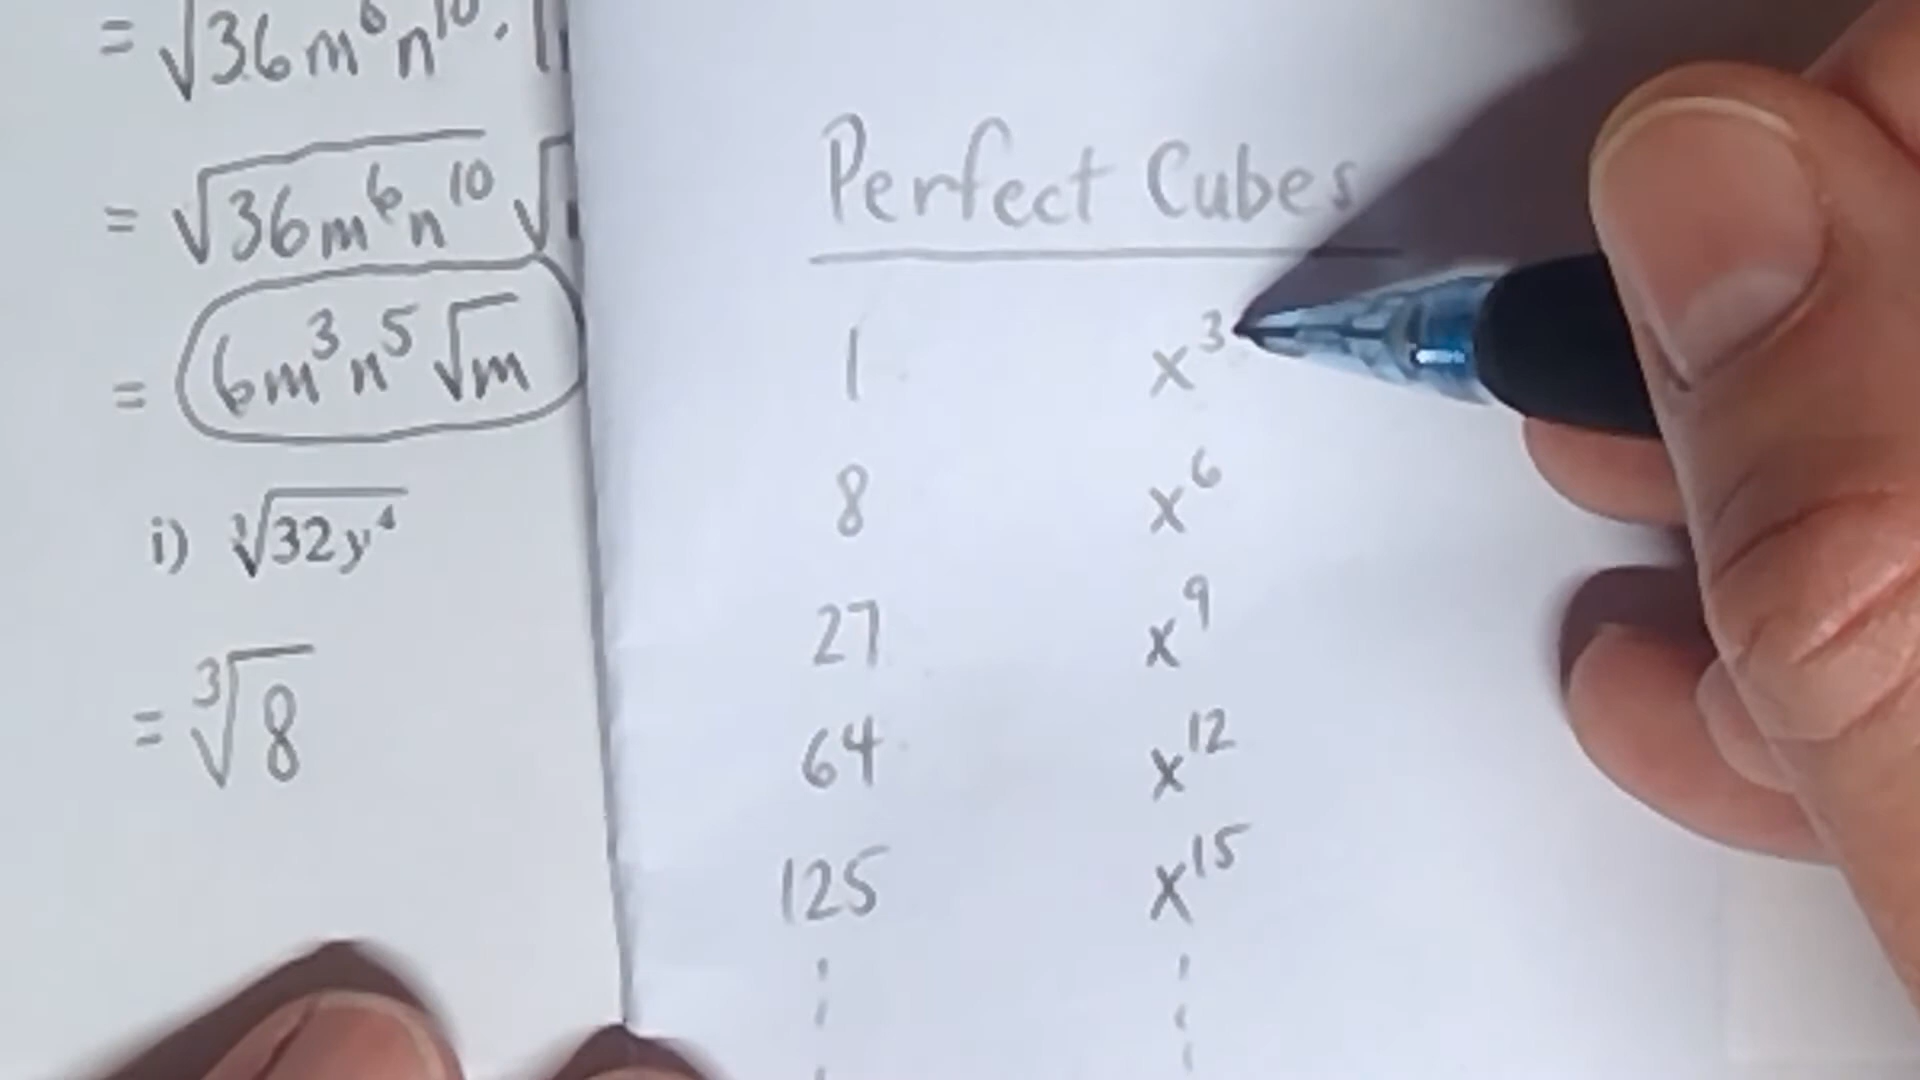 = √36m⁶n¹⁰ ·
= √36m⁶n¹⁰ √
= 6m³n⁵√m
i) ∛32y⁴
= ∛8
Perfect Cubes
1 x³
8 x⁶
27 x⁹
64 x¹²
125 x¹⁵